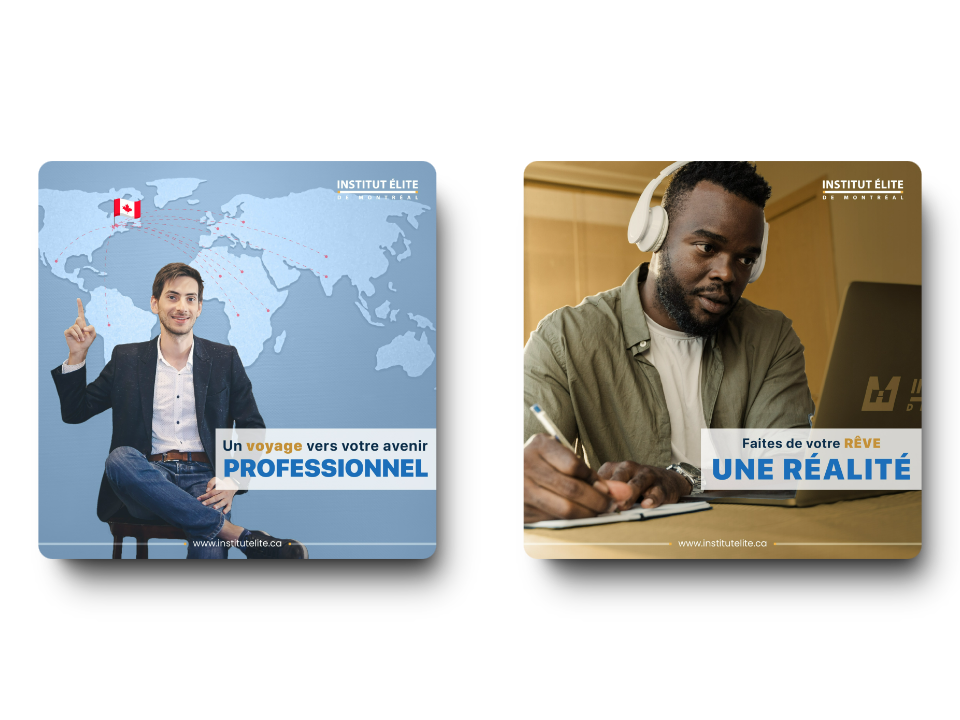 INSTITUT ÉLITE
DE MONTRÉAL
Un voyage vers votre avenir
PROFESSIONNEL
www.institutelite.ca
INSTITUT ÉLITE
DE MONTRÉAL
Faites de votre RÊVE
UNE RÉALITÉ
www.institutelite.ca